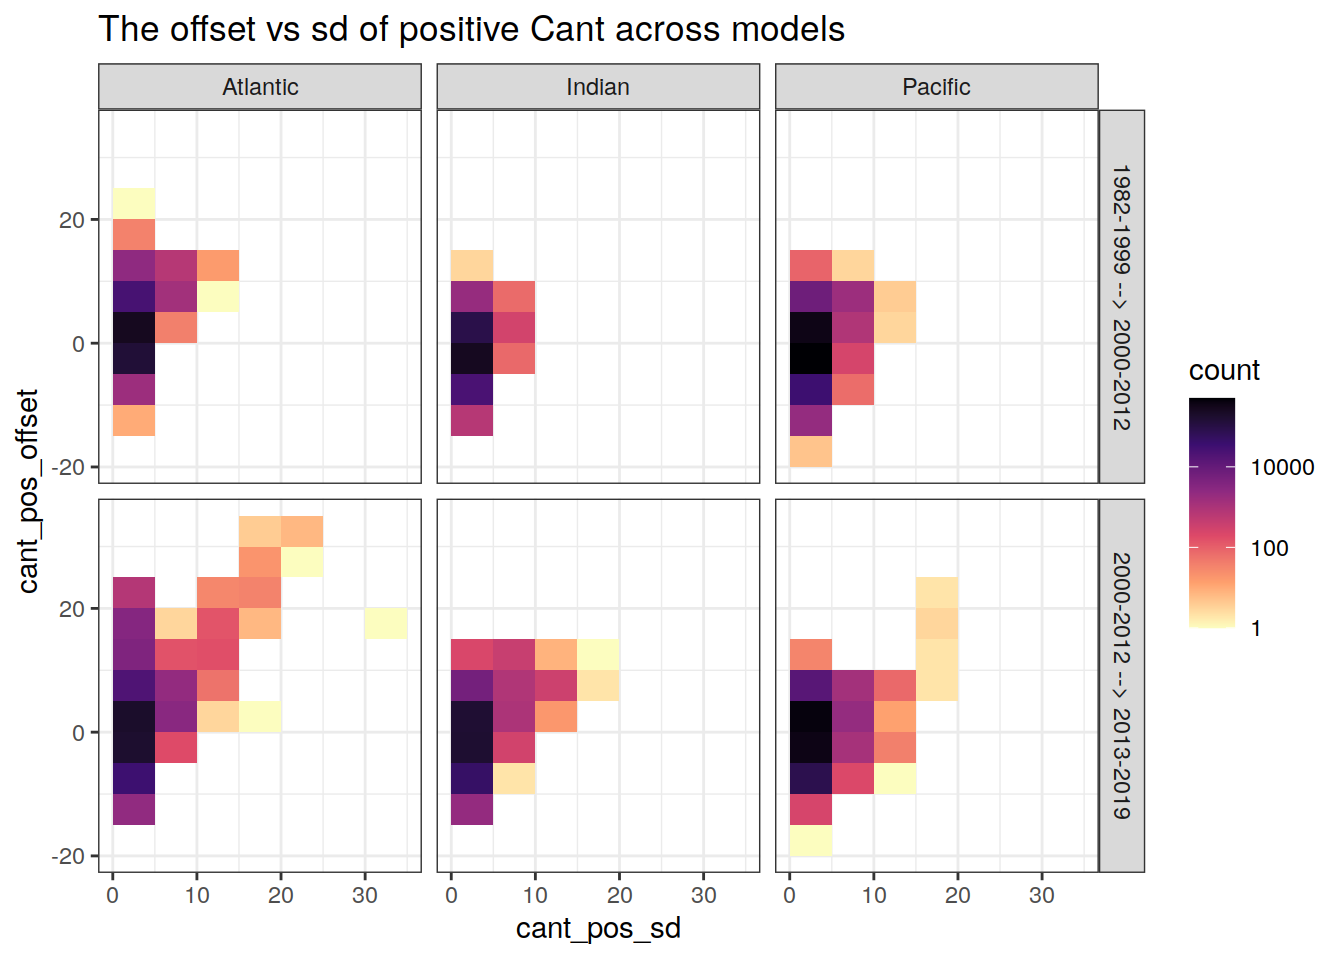 The offset vs sd of positive Cant across models
Atlantic
Indian
Pacific
1982-1999 --> 2000-2012
2000-2012 --> 2013-2019
cant_pos_offset
20
0
-20
20
0
-20
0
10
20
30
0
10
20
30
0
10
20
30
cant_pos_sd
count
10000
100
1